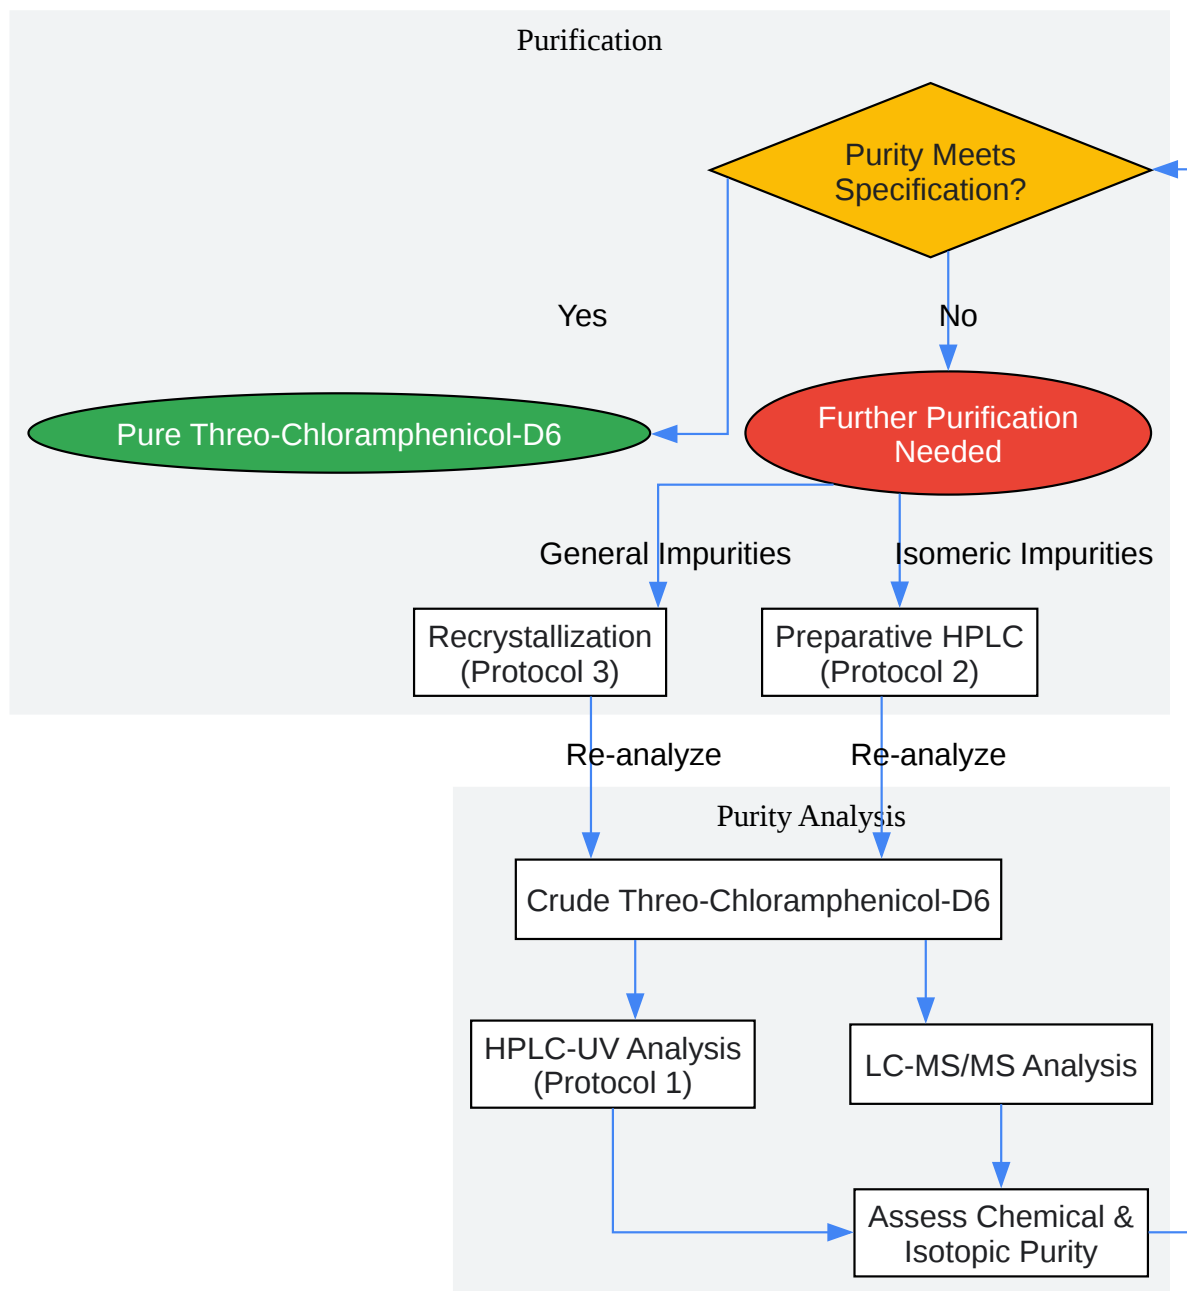 Purification
Purity Meets
Specification?
Yes
No
Pure Threo-Chloramphenicol-D6
Further Purification
Needed
General Impurities
Isomeric Impurities
Recrystallization
(Protocol 3)
Preparative HPLC
(Protocol 2)
Re-analyze
Re-analyze
Purity Analysis
Crude Threo-Chloramphenicol-D6
HPLC-UV Analysis
(Protocol 1)
LC-MS/MS Analysis
Assess Chemical &
Isotopic Purity